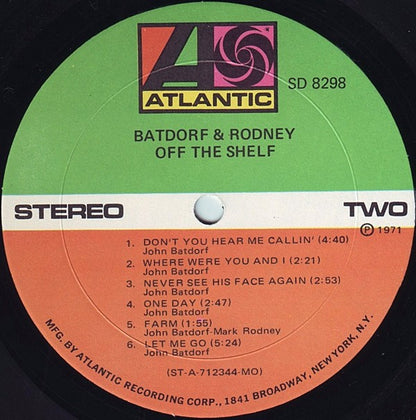 ATLANTIC
SD 8298
BATDORF & RODNEY
OFF THE SHELF
STEREO
TWO
Ⓟ 1971
1. DON'T YOU HEAR ME CALLIN' (4:40)
John Batdorf
2. WHERE WERE YOU AND I (2:21)
John Batdorf
3. NEVER SEE HIS FACE AGAIN (2:53)
John Batdorf
4. ONE DAY (2:47)
John Batdorf
5. FARM (1:55)
John Batdorf-Mark Rodney
6. LET ME GO (5:24)
John Batdorf
(ST-A-712344-MO)
MFG. BY ATLANTIC RECORDING CORP., 1841 BROADWAY, NEW YORK, N.Y.